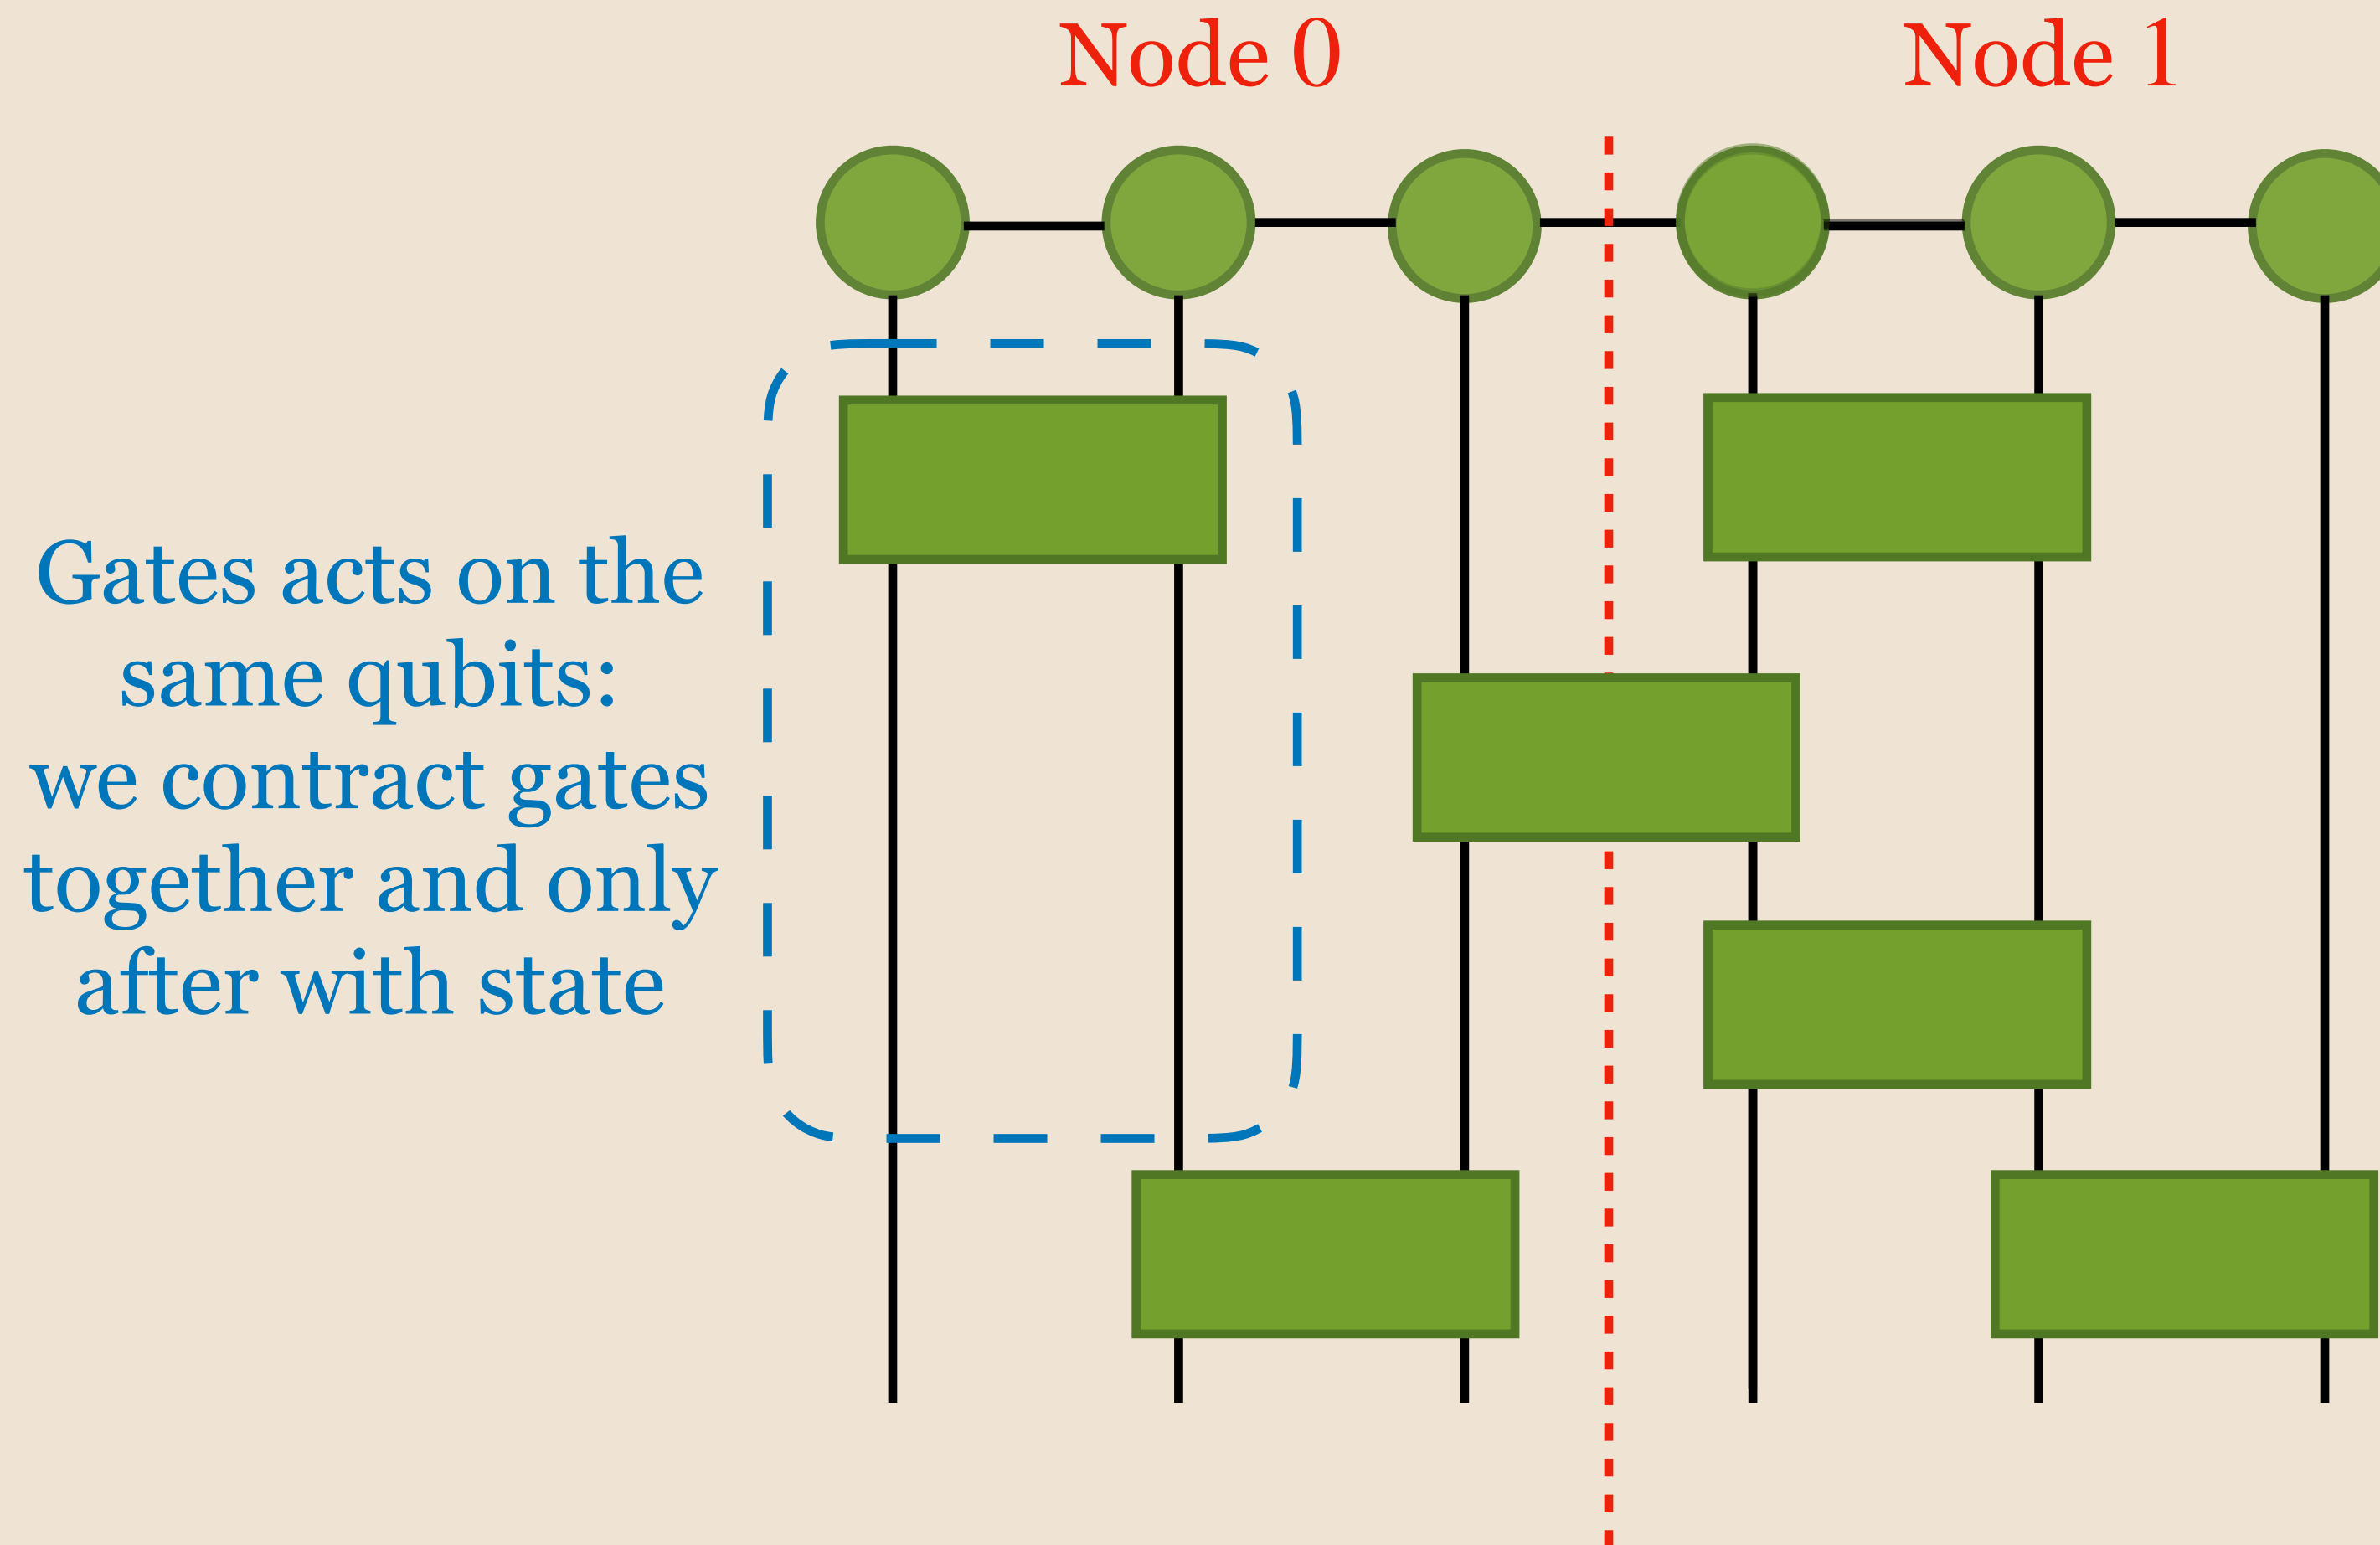 Node 0
Node 1
Gates acts on the
same qubits:
we contract gates
together and only
after with state